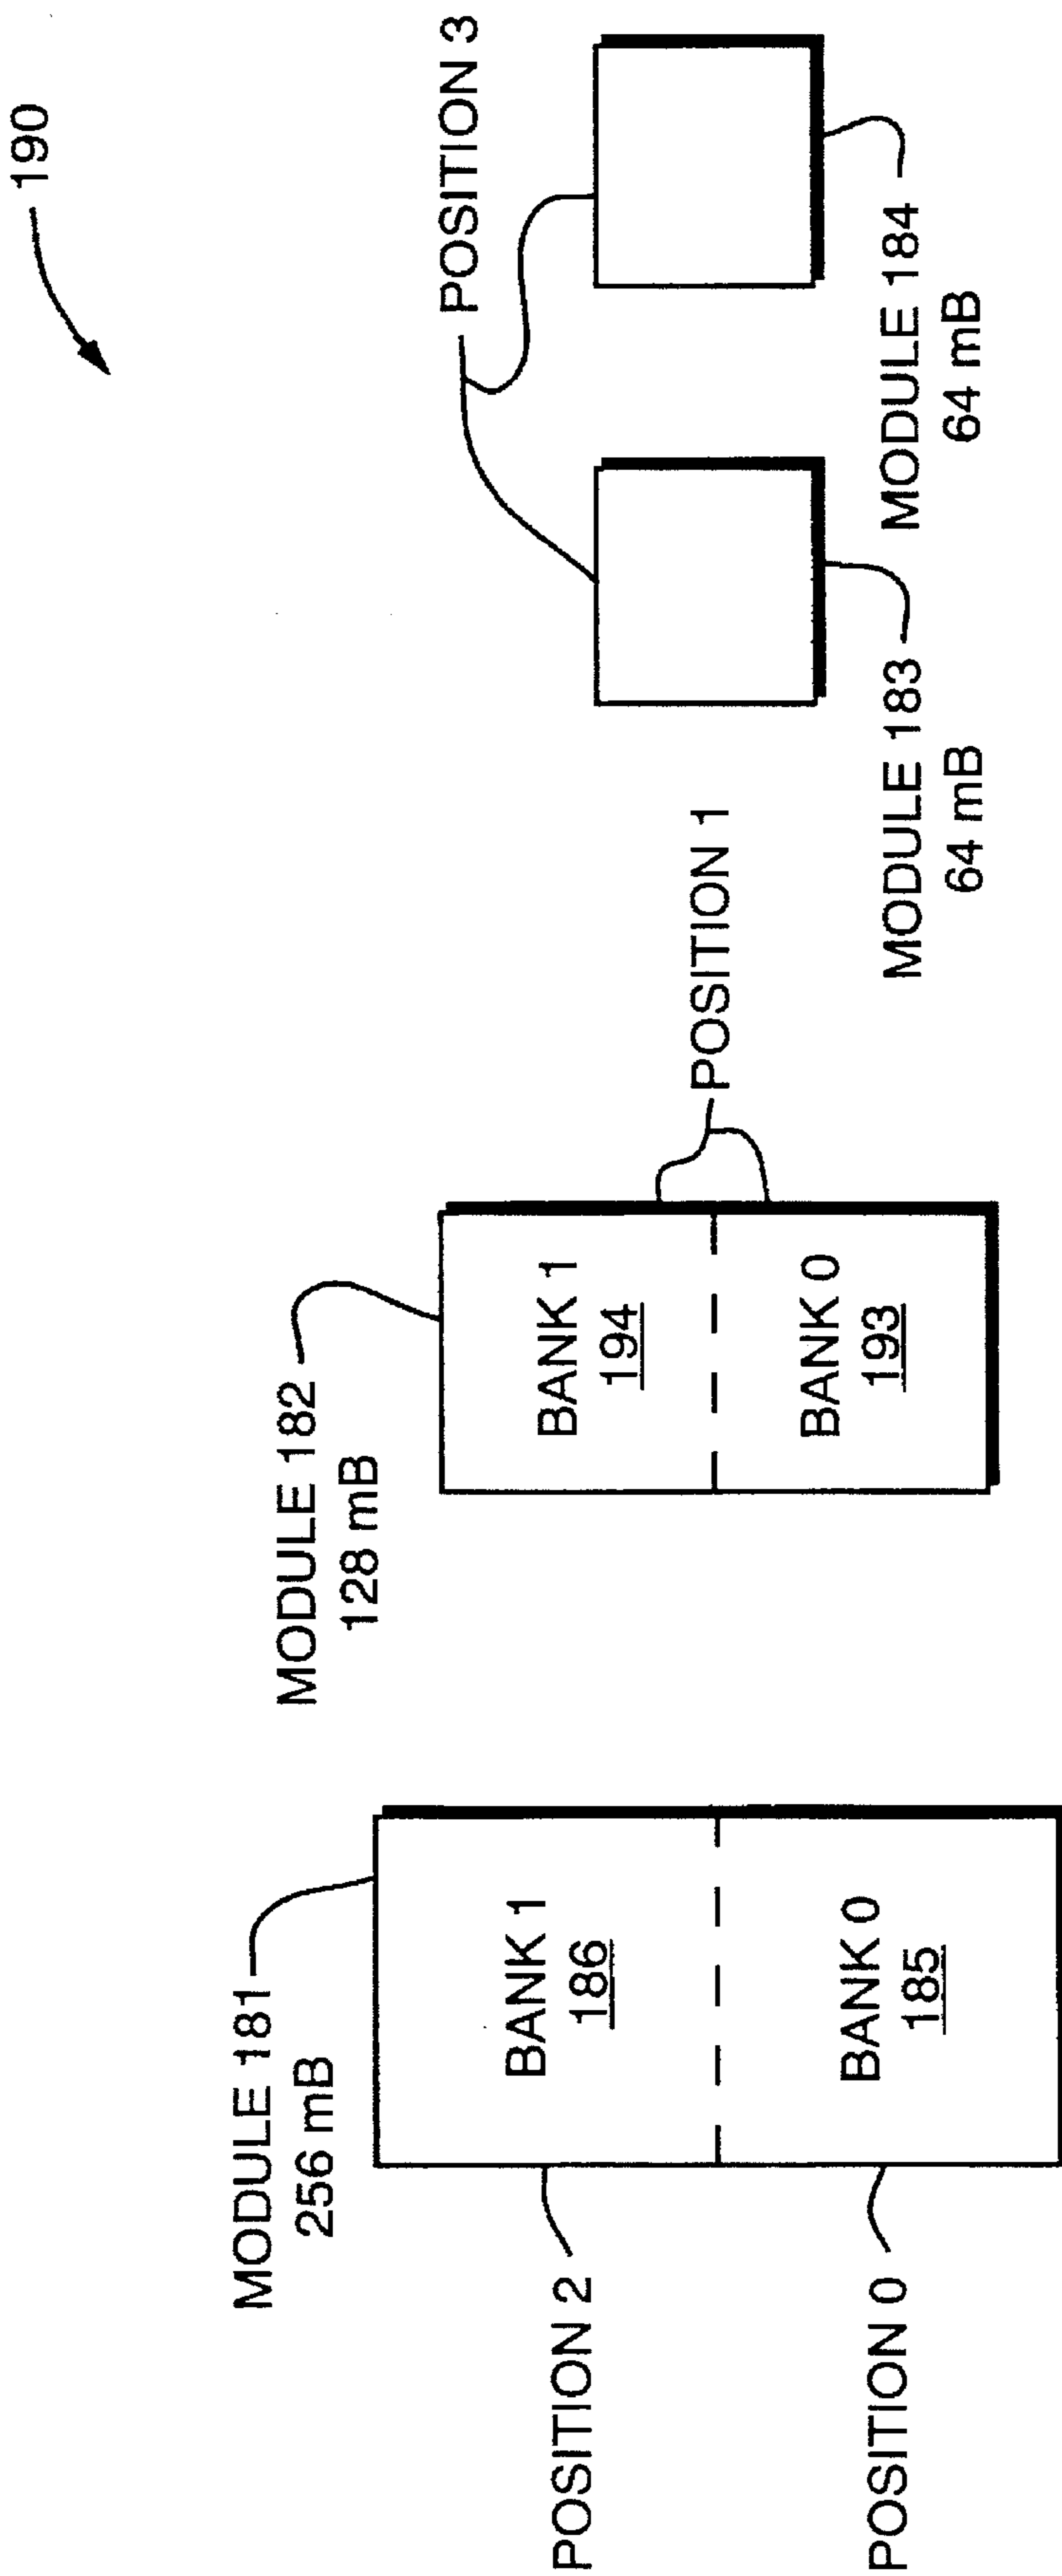 190
MODULE 181
256 mB
BANK 1
186
BANK 0
185
POSITION 2
POSITION 0
MODULE 182
128 mB
BANK 1
194
BANK 0
193
POSITION 1
POSITION 3
MODULE 183
64 mB
MODULE 184
64 mB